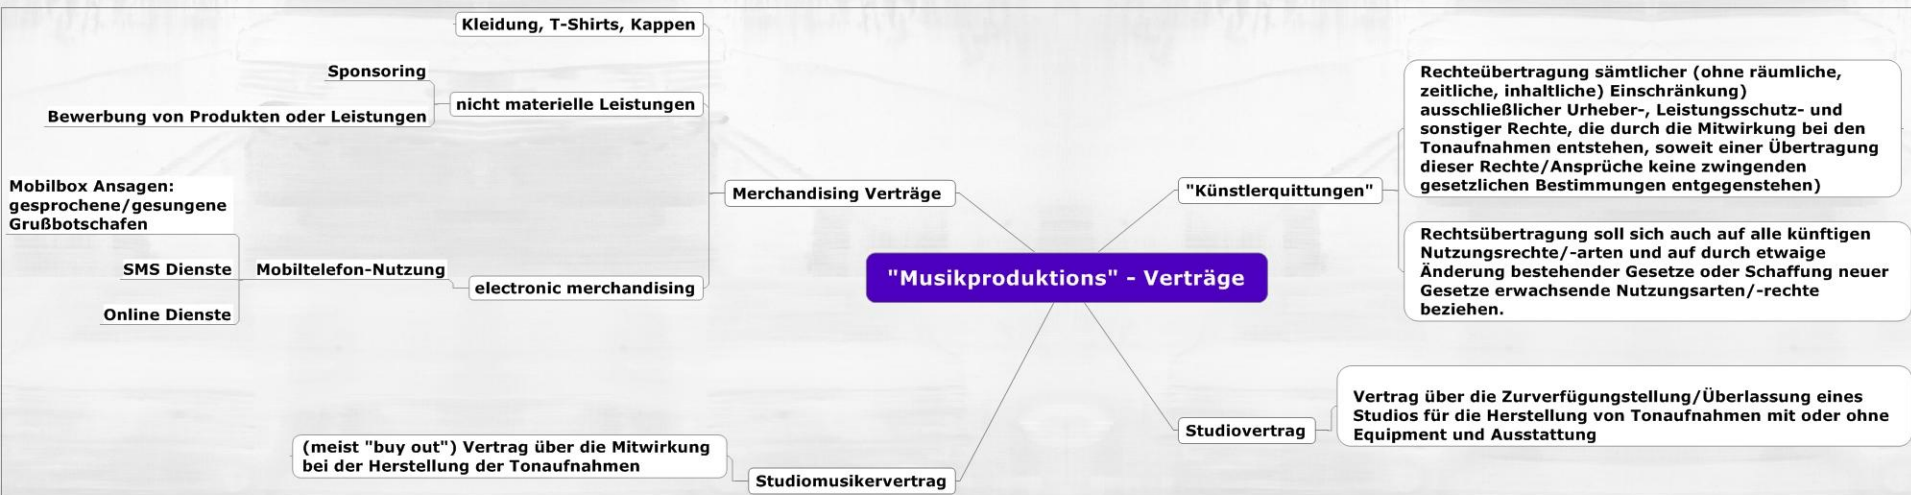 "Musikproduktions" - Verträge
Merchandising Verträge
Kleidung, T-Shirts, Kappen
nicht materielle Leistungen
Sponsoring
Bewerbung von Produkten oder Leistungen
electronic merchandising
Mobiltelefon-Nutzung
Mobilbox Ansagen:
gesprochene/gesungene
Grußbotschafen
SMS Dienste
Online Dienste
Studiomusikervertrag
(meist "buy out") Vertrag über die Mitwirkung
bei der Herstellung der Tonaufnahmen
"Künstlerquittungen"
Rechteübertragung sämtlicher (ohne räumliche,
zeitliche, inhaltliche) Einschränkung)
ausschließlicher Urheber-, Leistungsschutz- und
sonstiger Rechte, die durch die Mitwirkung bei den
Tonaufnahmen entstehen, soweit einer Übertragung
dieser Rechte/Ansprüche keine zwingenden
gesetzlichen Bestimmungen entgegenstehen)
Rechtsübertragung soll sich auch auf alle künftigen
Nutzungsrechte/-arten und auf durch etwaige
Änderung bestehender Gesetze oder Schaffung neuer
Gesetze erwachsende Nutzungsarten/-rechte
beziehen.
Studiovertrag
Vertrag über die Zurverfügungstellung/Überlassung eines
Studios für die Herstellung von Tonaufnahmen mit oder ohne
Equipment und Ausstattung